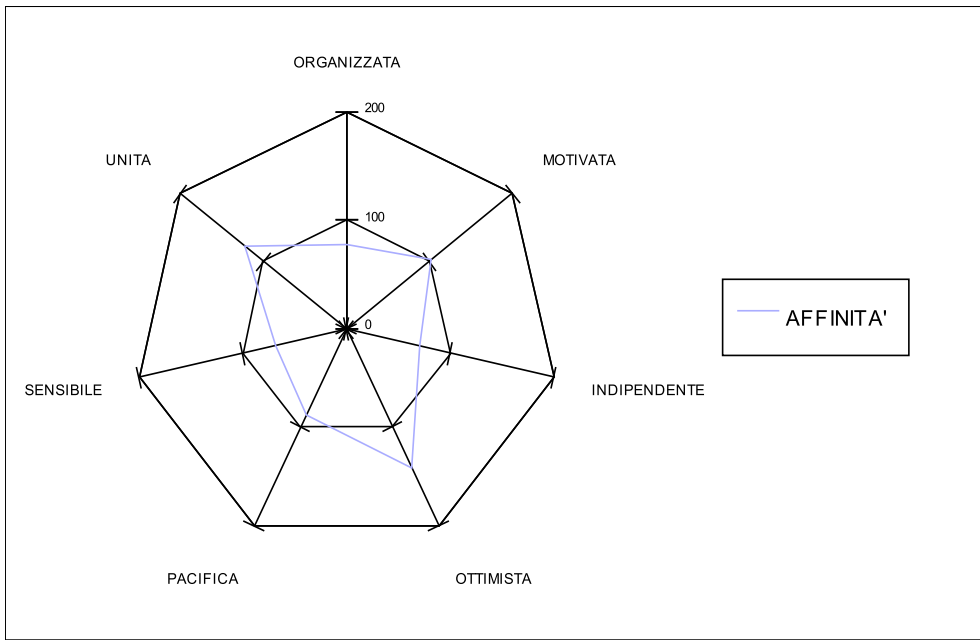 ORGANIZZATA
200
UNITA
MOTIVATA
100
0
AFFINITA'
SENSIBILE
INDIPENDENTE
PACIFICA
OTTIMISTA